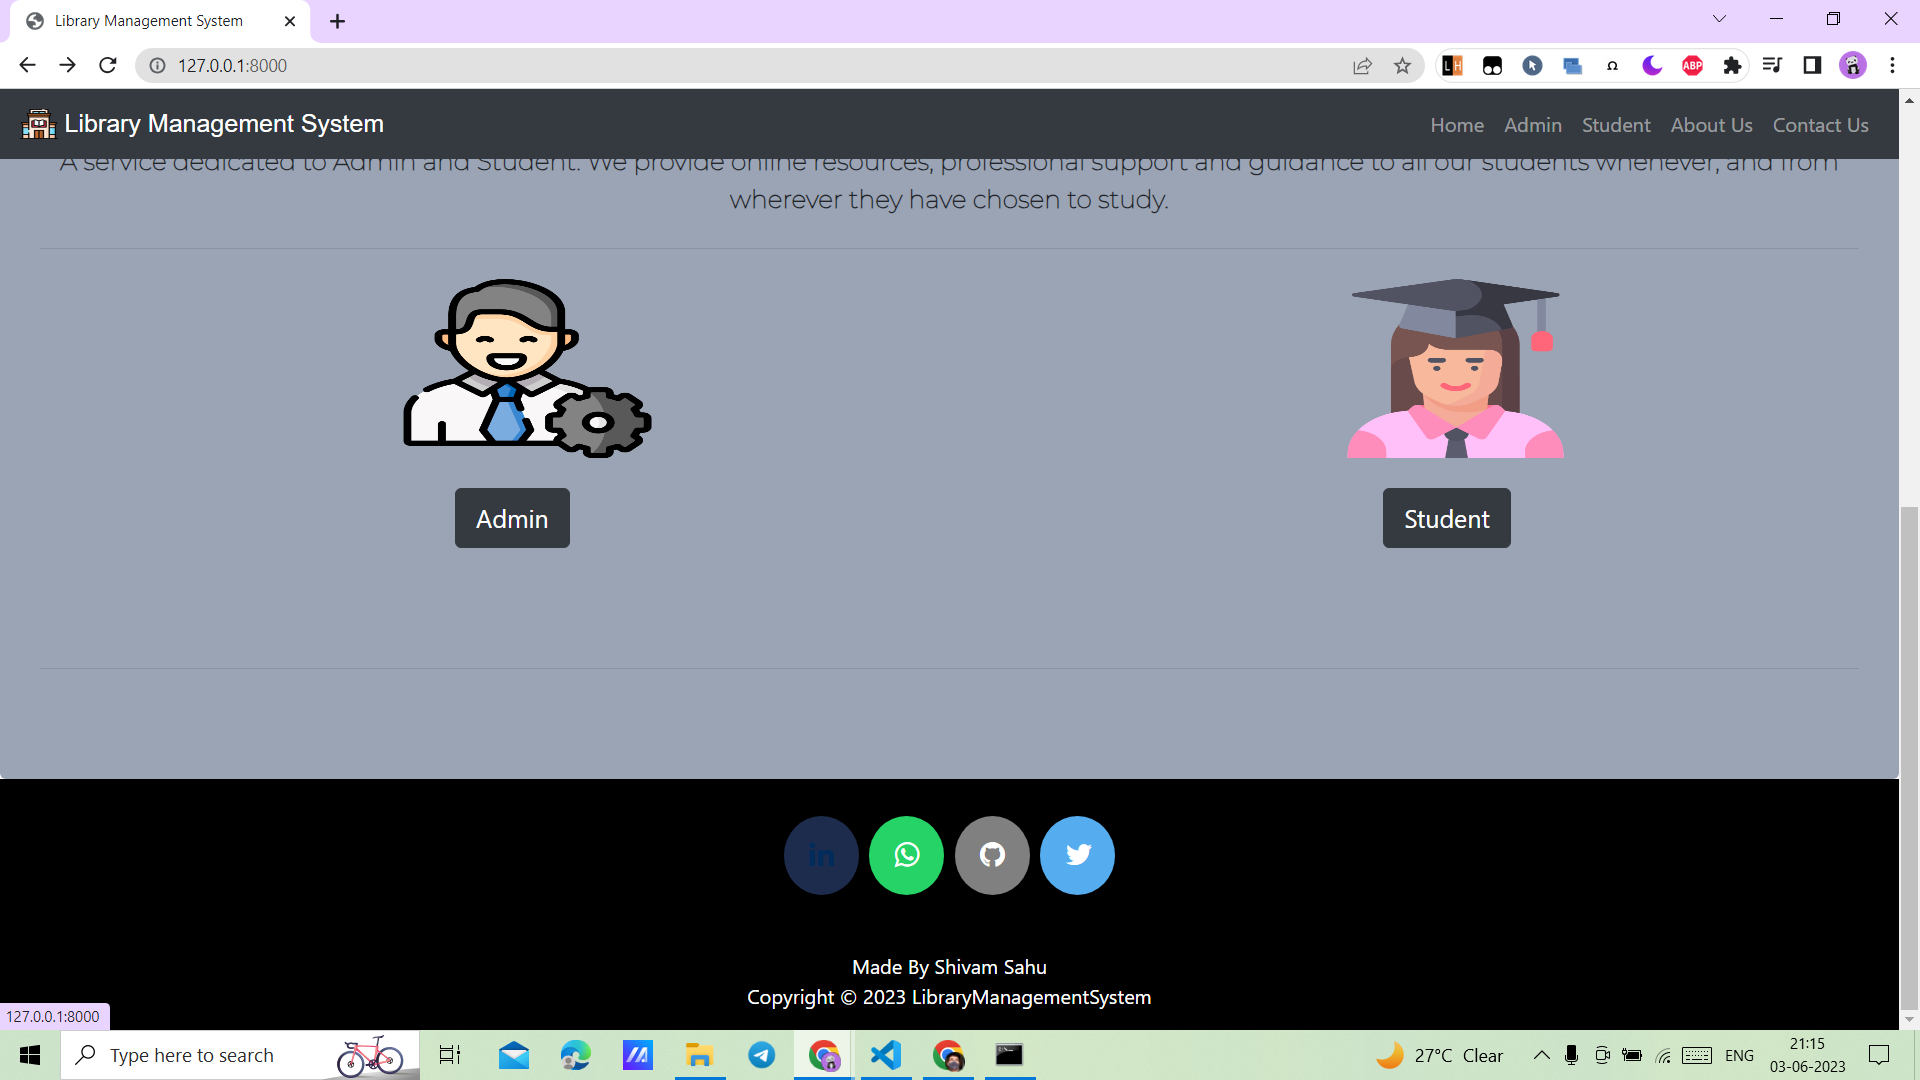 Library Management System
127.0.0.1:8000
LH
Ω
ABP
Library Management System
Home Admin Student About Us Contact Us
A service dedicated to Admin and Student. We provide online resources, professional support and guidance to all our students whenever, and from
wherever they have chosen to study.
Admin
Student
in
Made By Shivam Sahu
Copyright © 2023 LibraryManagementSystem
127.0.0.1:8000
Type here to search
27°C Clear
ENG
21:15
03-06-2023